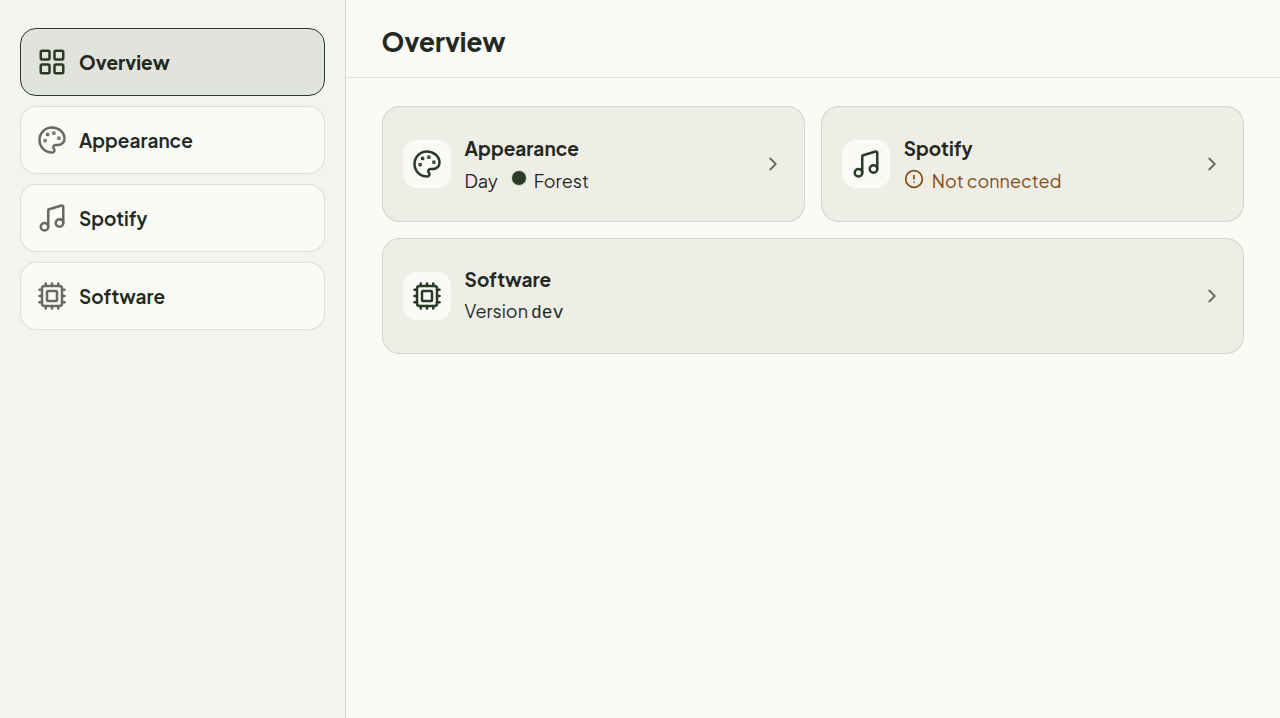 Overview
Appearance
Spotify
Software
Overview
Appearance
Day Forest
Spotify
Not connected
Software
Version dev